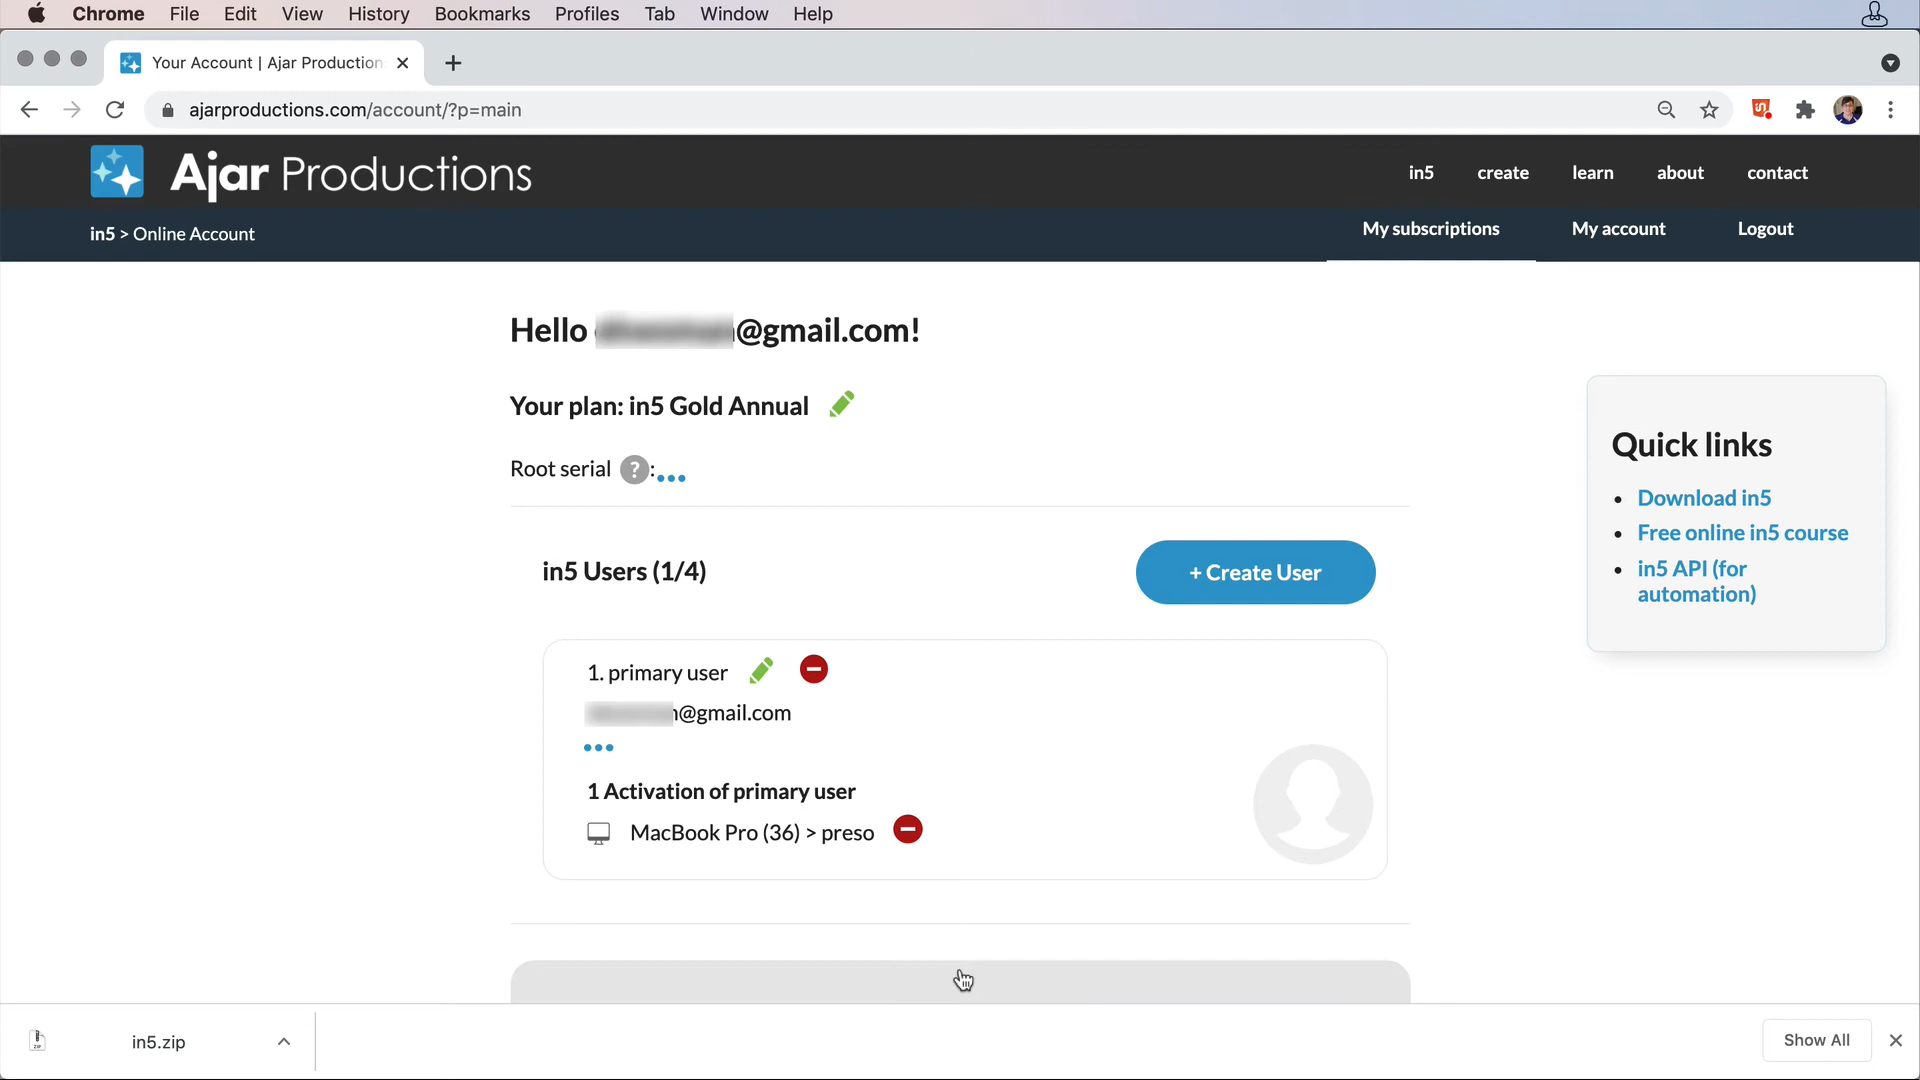 Chrome File Edit View History Bookmarks Profiles Tab Window Help
Your Account | Ajar Production
ajarproductions.com/account/?p=main
Ajar Productions
in5 create learn about contact
in5 > Online Account
My subscriptions My account Logout
Hello @gmail.com!
Your plan: in5 Gold Annual
Root serial ?:...
in5 Users (1/4)
+ Create User
1. primary user
@gmail.com
...
1 Activation of primary user
MacBook Pro (36) > preso
Quick links
• Download in5
• Free online in5 course
• in5 API (for
automation)
ZIP
in5.zip
Show All